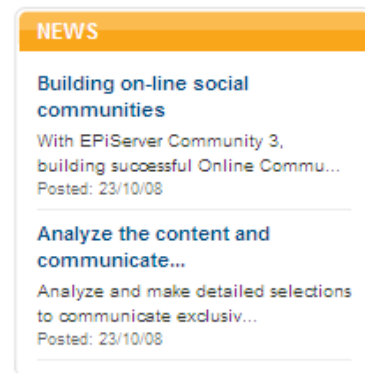 NEWS
Building on-line social
communities
With EPiServer Community 3,
building successful Online Commu...
Posted: 23/10/08
Analyze the content and
communicate...
Analyze and make detailed selections
to communicate exclusiv...
Posted: 23/10/08